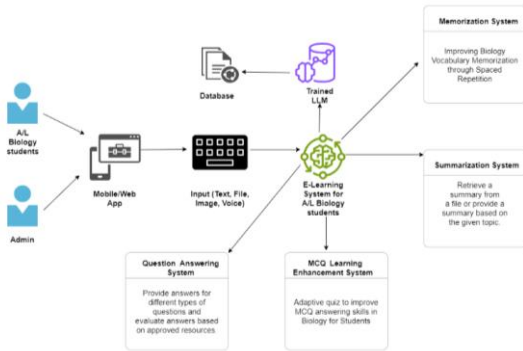 Memorization System
Improving Biology
Vocabulary Memorization
through Spaced
Repetition
Database
Trained
LLM
A/L
Biology
students
Mobile/Web
App
Input (Text, File,
Image, Voice)
E-Learning
System for
A/L Biology
students
Summarization System
Retrieve a
summary from
a file or provide a
summary based on
the given topic.
Admin
Question Answering
System
Provide answers for
different types of
questions and
evaluate answers based
on approved resources
MCQ Learning
Enhancement System
Adaptive quiz to improve
MCQ answering skills in
Biology for Students